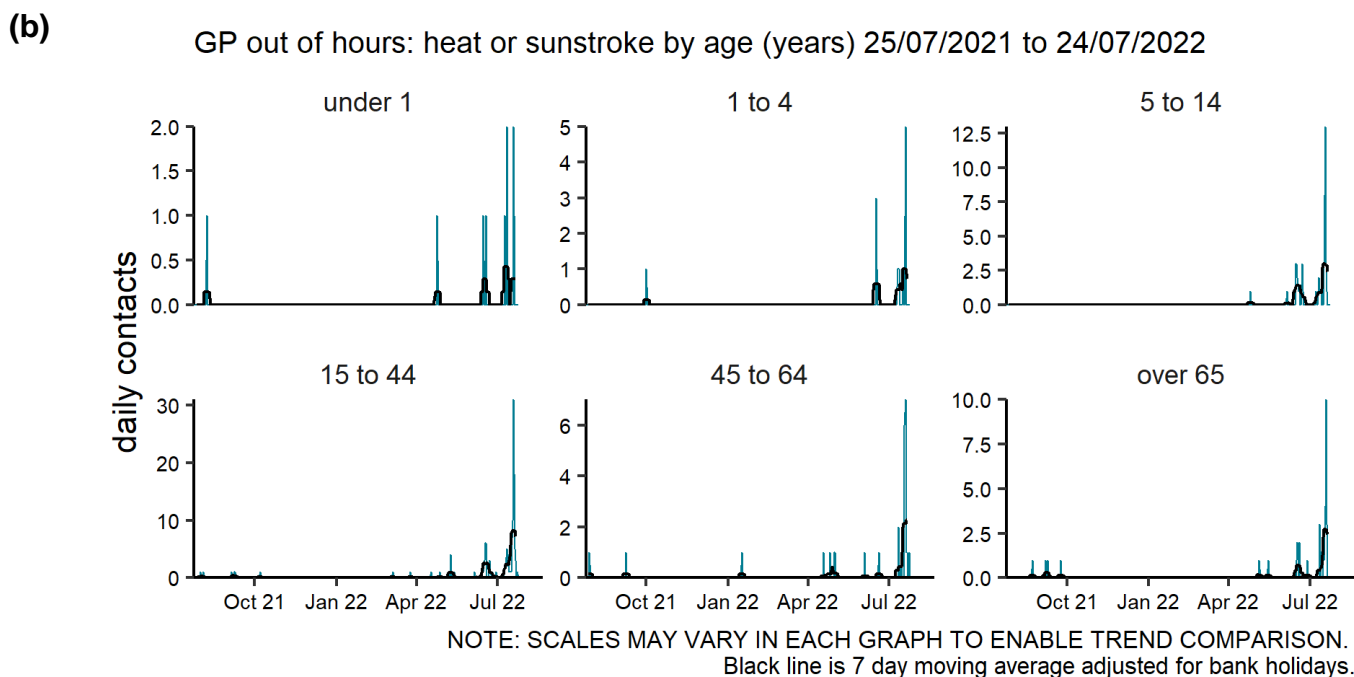 (b)
GP out of hours: heat or sunstroke by age (years) 25/07/2021 to 24/07/2022
under 1
1 to 4
5 to 14
2.0
1.5
1.0
0.5
0.0
5
4
3
2
1
0
12.5
10.0
7.5
5.0
2.5
0.0
daily contacts
15 to 44
45 to 64
over 65
30
20
10
0
6
4
2
0
10.0
7.5
5.0
2.5
0.0
Oct 21 Jan 22 Apr 22 Jul 22
Oct 21 Jan 22 Apr 22 Jul 22
Oct 21 Jan 22 Apr 22 Jul 22
NOTE: SCALES MAY VARY IN EACH GRAPH TO ENABLE TREND COMPARISON.
Black line is 7 day moving average adjusted for bank holidays.